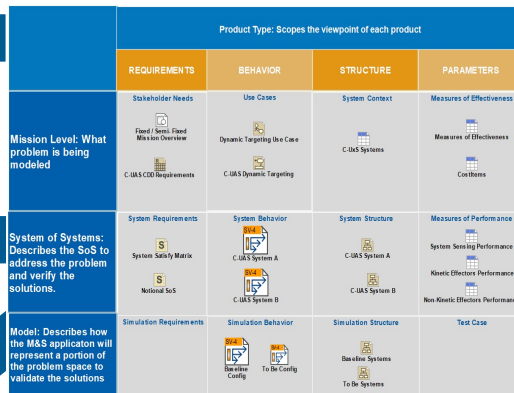 Product Type: Scopes the viewpoint of each product
REQUIREMENTS
BEHAVIOR
STRUCTURE
PARAMETERS
Mission Level: What
problem is being
modeled
Stakeholder Needs
Fixed / Semi- Fixed
Mission Overview
C-UAS CDD Requirements
Use Cases
Dynamic Targeting Use Case
C-UAS Dynamic Targeting
System Context
C-UxS Systems
Measures of Effectiveness
Measures of Effectiveness
CostItems
System of Systems:
Describes the SoS to
address the problem
and verify the
solutions.
System Requirements
S
System Satisfy Matrix
S
Notional SoS
System Behavior
SV-4
C-UAS System A
SV-4
C-UAS System B
System Structure
C-UAS System A
C-UAS System B
Measures of Performance
System Sensing Performance
Kinetic Effectors Performance
Non-Kinetic Effectors Performance
Model: Describes how
the M&S applicaton will
represent a portion of
the problem space to
validate the solutions
Simulation Requirements
Simulation Behavior
SV-4
Baseline
Config
SV-4
To Be Config
Simulation Structure
Baseline Systems
To Be Systems
Test Case